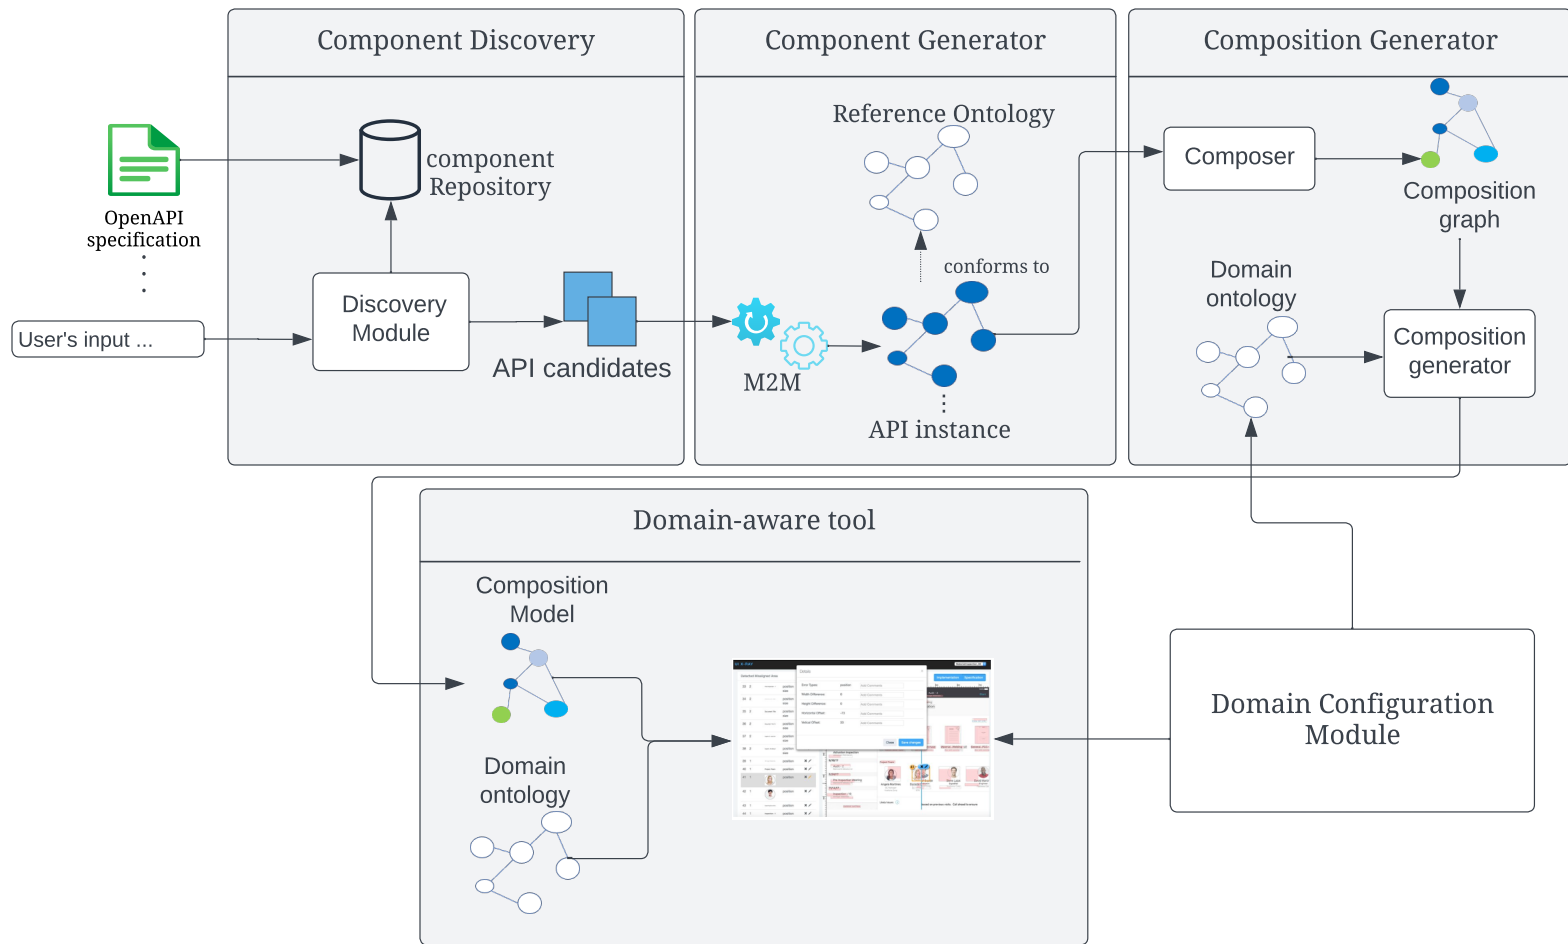 Component Discovery
Component Generator
Composition Generator
OpenAPI
specification
User's input ...
component
Repository
Discovery
Module
API candidates
Reference Ontology
conforms to
M2M
API instance
Composer
Composition
graph
Domain
ontology
Composition
generator
Domain-aware tool
Composition
Model
Domain
ontology
Domain Configuration
Module